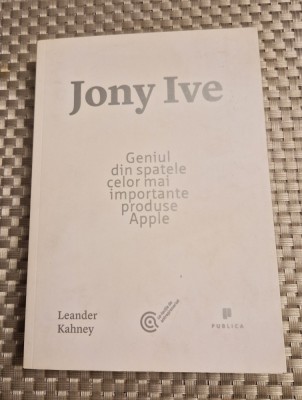 Jony Ive
Geniul
din spatele
celor mai
importante
produse
Apple
Leander
Kahney
PUBLICA